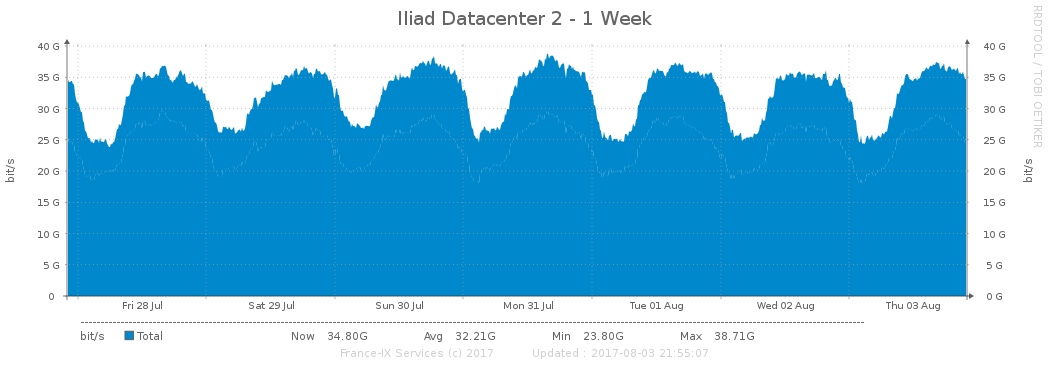 Iliad Datacenter 2 - 1 Week
RRDTOOL / TOBI OETIKER
40 G 40 G
35 G 35 G
30 G 30 G
25 G 25 G
20 G 20 G
15 G 15 G
10 G 10 G
5 G 5 G
0 0 G
bit/s bit/s
Fri 28 Jul Sat 29 Jul Sun 30 Jul Mon 31 Jul Tue 01 Aug Wed 02 Aug Thu 03 Aug
bit/s Total Now 34.80G Avg 32.21G Min 23.80G Max 38.71G
France-IX Services (c) 2017 Updated : 2017-08-03 21:55:07